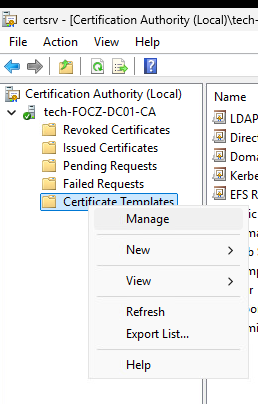 certsrv - [Certification Authority (Local)\tech-
File Action View Help
Certification Authority (Local)
tech-FOCZ-DC01-CA
Revoked Certificates
Issued Certificates
Pending Requests
Failed Requests
Certificate Templates
Manage
New
View
Refresh
Export List...
Help
Name
LDAP
Direct
Doma
Kerbe
EFS R